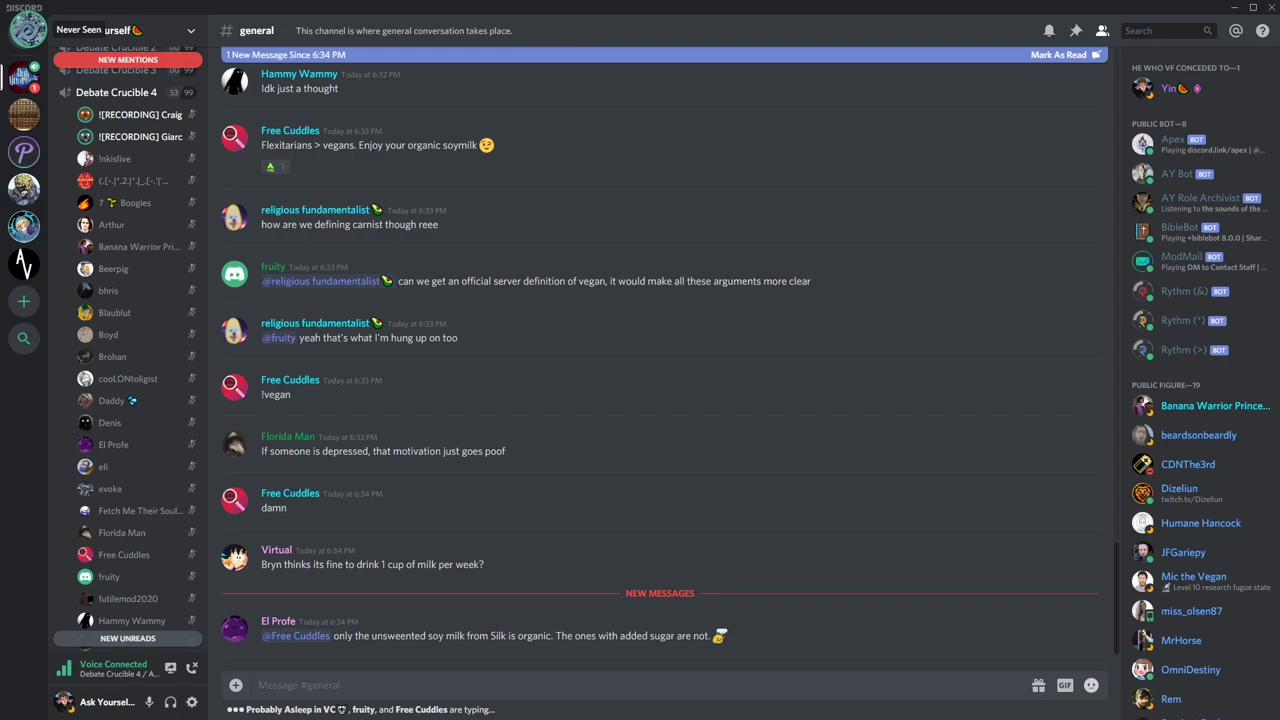 DISCORD
Never Seen
urself🍉
# general
This channel is where general conversation takes place.
Search
1 New Message Since 6:34 PM
Mark As Read
Debate Crucible 2 00 99
NEW MENTIONS
Debate Crucible 3 00 99
Debate Crucible 4 53 99
1
![RECORDING] Craig
![RECORDING] Giarc
!nkislive
(.[-.|*.2.|*.|_.[-.'|'...
7 🌱 Boogies
Arthur
Banana Warrior Pri...
Beerpig
bhris
Blaublut
Boyd
Brohan
cooLONtoligist
Daddy 💦
Denis
El Profe
eli
evoke
Fetch Me Their Soul...
Florida Man
Free Cuddles
fruity
futilemod2020
Hammy Wammy
NEW UNREADS
Voice Connected
Debate Crucible 4 / A...
Ask Yoursel...
P
AV
Hammy Wammy Today at 6:32 PM
Idk just a thought
Free Cuddles Today at 6:33 PM
Flexitarians > vegans. Enjoy your organic soymilk 😉
1
religious fundamentalist Today at 6:33 PM
how are we defining carnist though reee
fruity Today at 6:33 PM
@religious fundamentalist can we get an official server definition of vegan, it would make all these arguments more clear
religious fundamentalist Today at 6:33 PM
@fruity yeah that's what I'm hung up on too
Free Cuddles Today at 6:33 PM
!vegan
Florida Man Today at 6:33 PM
If someone is depressed, that motivation just goes poof
Free Cuddles Today at 6:34 PM
damn
Virtual Today at 6:34 PM
Bryn thinks its fine to drink 1 cup of milk per week?
NEW MESSAGES
El Profe Today at 6:34 PM
@Free Cuddles only the unsweented soy milk from Silk is organic. The ones with added sugar are not.
Message #general
GIF
Probably Asleep in VC, fruity, and Free Cuddles are typing...
HE WHO VF CONCEDED TO—1
Yin🍉
PUBLIC BOT—8
Apex BOT
Playing discord.link/apex | @...
AY Bot BOT
AY Role Archivist BOT
Listening to the sounds of the ...
BibleBot BOT
Playing +biblebot 8.0.0 | Shar...
ModMail BOT
Playing DM to Contact Staff | ...
Rythm (&) BOT
Rythm (*) BOT
Rythm (>) BOT
PUBLIC FIGURE—19
Banana Warrior Prince...
beardsonbeardly
CDNThe3rd
Dizeliun
twitch.tv/Dizeliun
Humane Hancock
JFGariepy
Mic the Vegan
Level 10 research fugue state
miss_olsen87
MrHorse
OmniDestiny
Rem